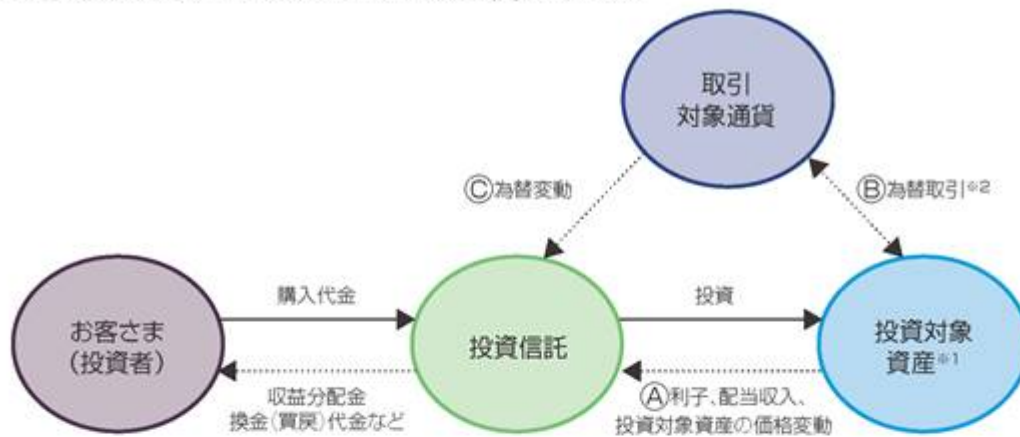 取引
対象通貨
Ⓒ為替変動
Ⓑ為替取引※2
お客さま
(投資者)
購入代金
収益分配金
換金(買戻)代金など
投資信託
投資
Ⓐ利子、配当収入、
投資対象資産の価格変動
投資対象
資産※1